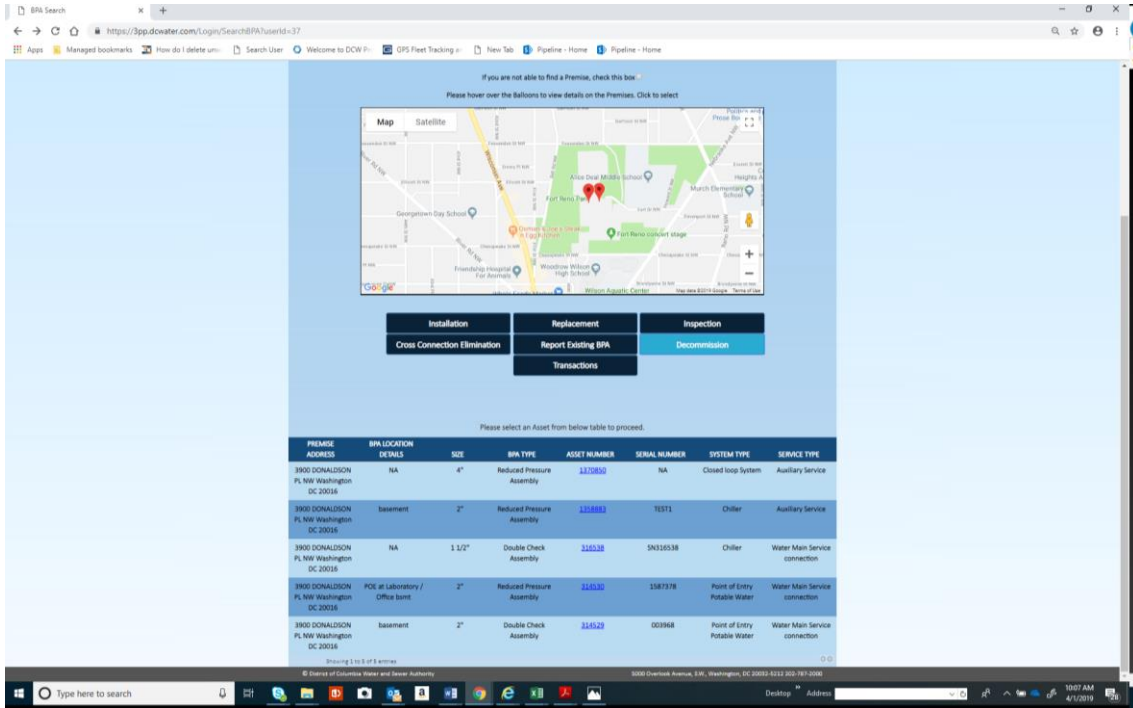 BPA Search
https://3pp.dcwater.com/Login/SearchBPA?userId=37
Apps Managed bookmarks How do I delete uns Search User Welcome to DCW P GPS Fleet Tracking a New Tab Pipeline - Home Pipeline - Home
If you are not able to find a Premise, check this box
Please hover over the Balloons to view details on the Premises. Click to select
Map Satellite
Alice Deal Middle School
Murch Elementary School
Fort Reno Park
Georgetown Day School
Fort Reno concert stage
Friendship Hospital For Animals
Woodrow Wilson High School
Wilson Aquatic Center
Google
Map data ©2019 Google Terms of Use
Installation Replacement Inspection
Cross Connection Elimination Report Existing BPA Decommission
Transactions
Please select an Asset from below table to proceed.
PREMISE ADDRESS BPA LOCATION DETAILS SIZE BPA TYPE ASSET NUMBER SERIAL NUMBER SYSTEM TYPE SERVICE TYPE
3900 DONALDSON NA 4" Reduced Pressure 1370850 NA Closed loop System Auxiliary Service
PL NW Washington Assembly
DC 20016
3900 DONALDSON basement 2" Reduced Pressure 1358883 TEST1 Chiller Auxiliary Service
PL NW Washington Assembly
DC 20016
3900 DONALDSON NA 1 1/2" Double Check 316538 SN316538 Chiller Water Main Service
PL NW Washington Assembly connection
DC 20016
3900 DONALDSON POE at Laboratory / 2" Reduced Pressure 314530 1587378 Point of Entry Water Main Service
PL NW Washington Office bsmt Assembly Potable Water connection
DC 20016
3900 DONALDSON basement 2" Double Check 314529 003968 Point of Entry Water Main Service
PL NW Washington Assembly Potable Water connection
DC 20016
Showing 1 to 5 of 5 entries
© District of Columbia Water and Sewer Authority 5000 Overlook Avenue, S.W., Washington, DC 20032-5212 202-787-2000
Type here to search Desktop Address 10:07 AM
4/1/2019